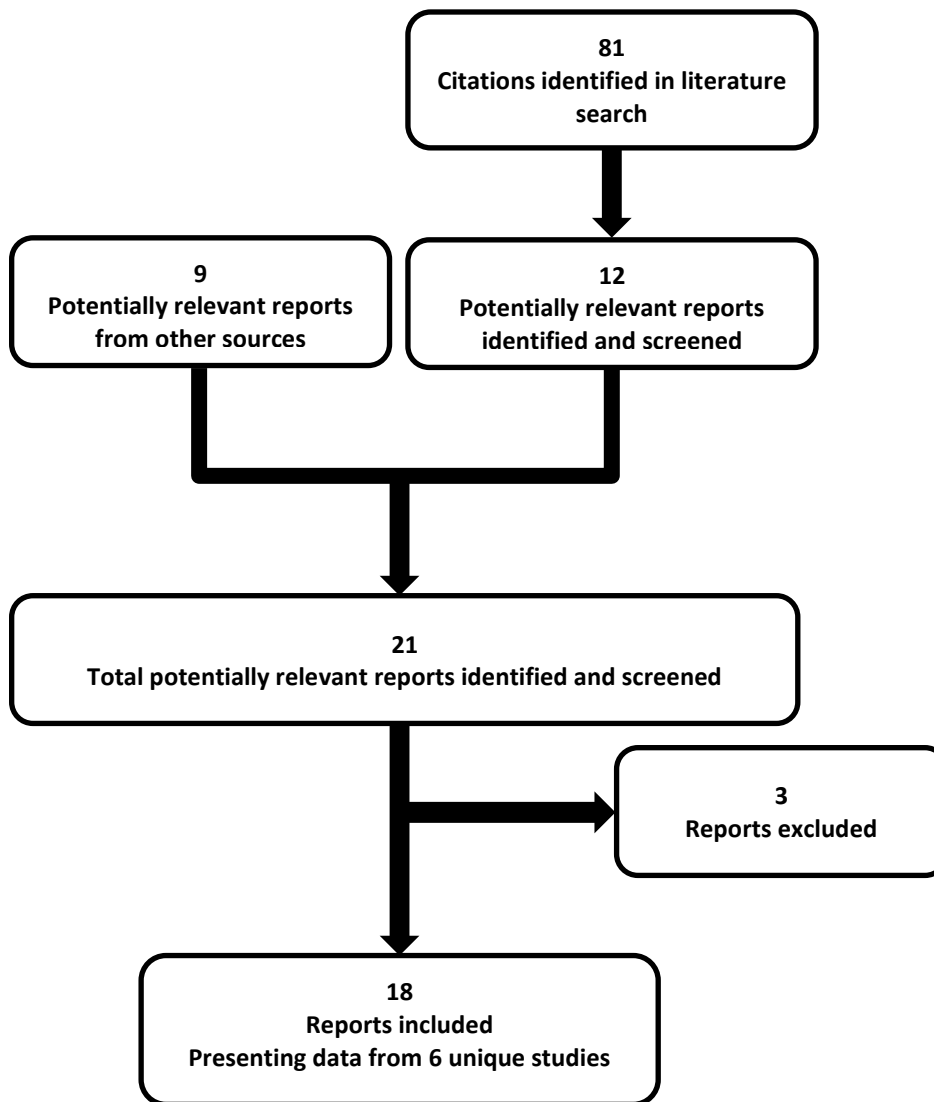 81
Citations identified in literature
search
9
Potentially relevant reports
from other sources
12
Potentially relevant reports
identified and screened
21
Total potentially relevant reports identified and screened
3
Reports excluded
18
Reports included
Presenting data from 6 unique studies